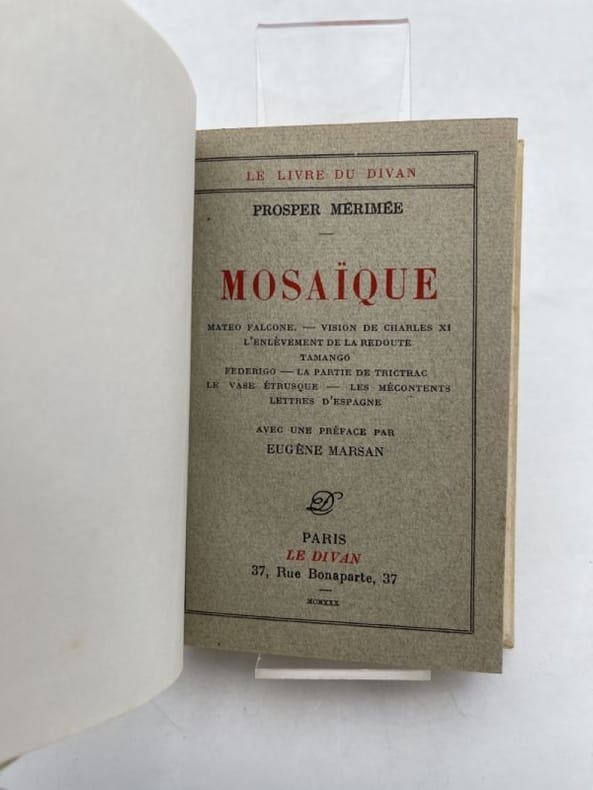 LE LIVRE DU DIVAN
PROSPER MÉRIMÉE
MOSAÏQUE
MATEO FALCONE. — VISION DE CHARLES XI
L'ENLÈVEMENT DE LA REDOUTE
TAMANGO
FEDERIGO — LA PARTIE DE TRICTRAC
LE VASE ÉTRUSQUE — LES MÉCONTENTS
LETTRES D'ESPAGNE
AVEC UNE PRÉFACE PAR
EUGÈNE MARSAN
D
PARIS
LE DIVAN
37, Rue Bonaparte, 37
MCMXXX